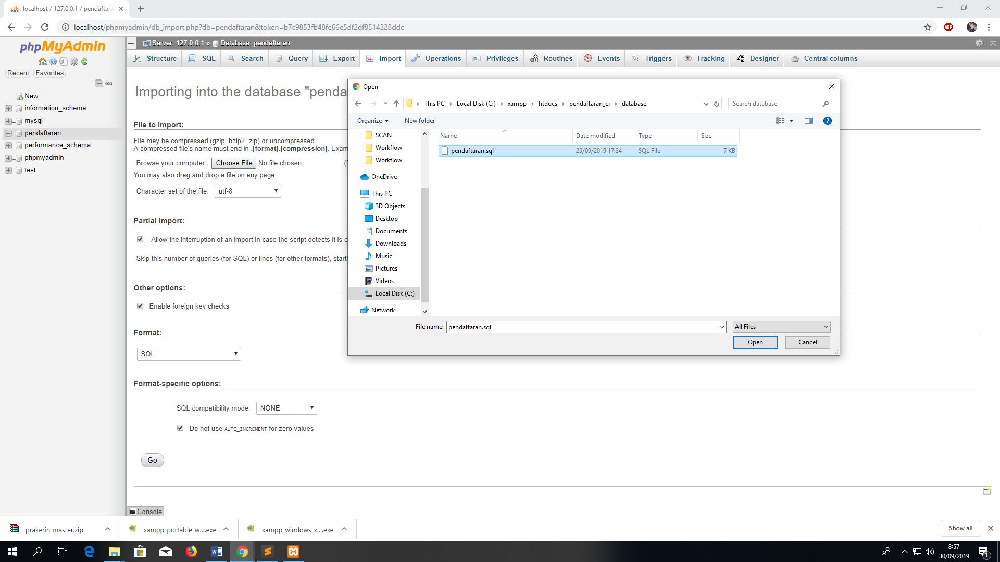 localhost / 127.0.0.1 / pendaftara
localhost/phpmyadmin/db_import.php?db=pendaftaran&token=b7c9853fb48fe66e5df2df8514228ddc
ABP
phpMyAdmin
Recent
Favorites
New
information_schema
mysql
pendaftaran
performance_schema
phpmyadmin
test
Server: 127.0.0.1 » Database: pendaftaran
Structure
SQL
Search
Query
Export
Import
Operations
Privileges
Routines
Events
Triggers
Tracking
Designer
Central columns
Importing into the database "penda
File to import:
File may be compressed (gzip, bzip2, zip) or uncompressed.
A compressed file's name must end in .[format].[compression]. Exam
Browse your computer: Choose File No file chosen
You may also drag and drop a file on any page.
Character set of the file: utf-8
Partial import:
Allow the interruption of an import in case the script detects it is c
Skip this number of queries (for SQL) or lines (for other formats), starti
Other options:
Enable foreign key checks
Format:
SQL
Format-specific options:
SQL compatibility mode: NONE
Do not use AUTO_INCREMENT for zero values
Go
Console
Open
This PC > Local Disk (C:) > xampp > htdocs > pendaftaran_ci > database
Search database
Organize
New folder
SCAN
Workflow
Workflow
OneDrive
This PC
3D Objects
Desktop
Documents
Downloads
Music
Pictures
Videos
Local Disk (C:)
Network
Name Date modified Type Size
pendaftaran.sql 25/09/2019 17:34 SQL File 7 KB
File name: pendaftaran.sql
All Files
Open
Cancel
prakerin-master.zip
xampp-portable-w....exe
xampp-windows-x....exe
Show all
8:57
30/09/2019
1